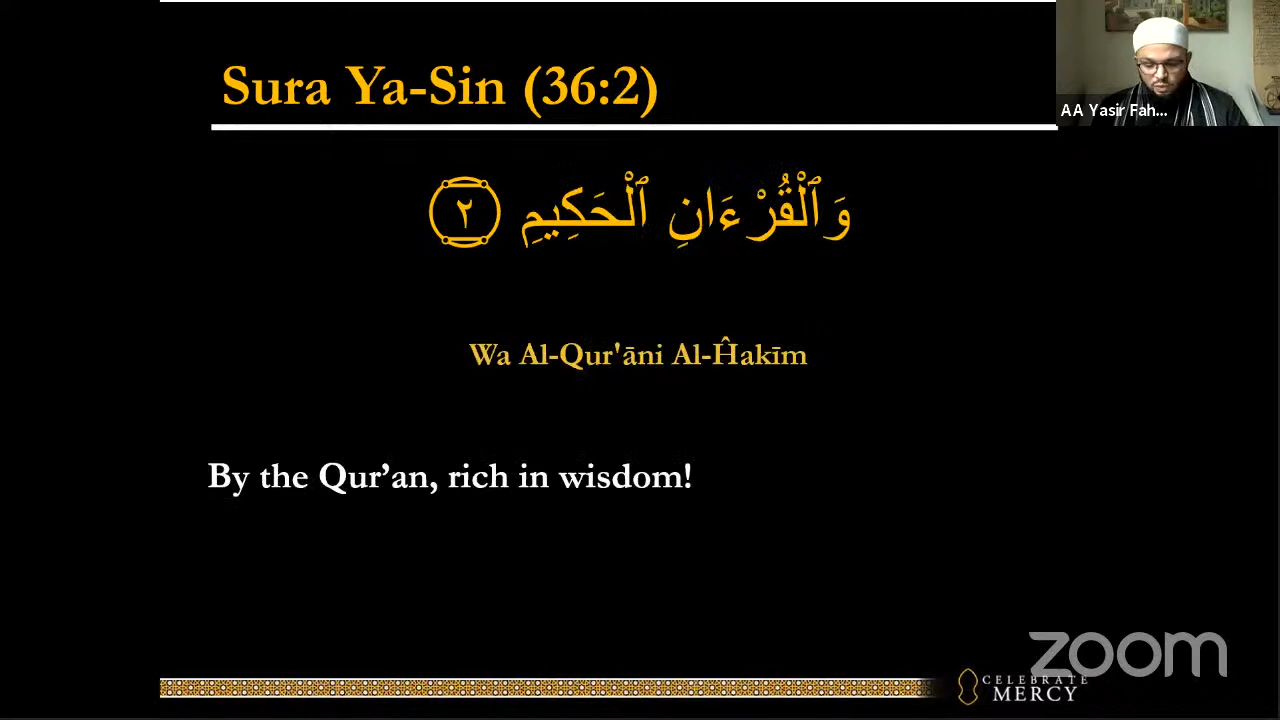 Sura Ya-Sin (36:2)
AA Yasir Fah...
وَٱلْقُرْءَانِ ٱلْحَكِيمِ ٢
Wa Al-Qur'āni Al-Ĥakīm
By the Qur’an, rich in wisdom!
zoom
CELEBRATE
MERCY